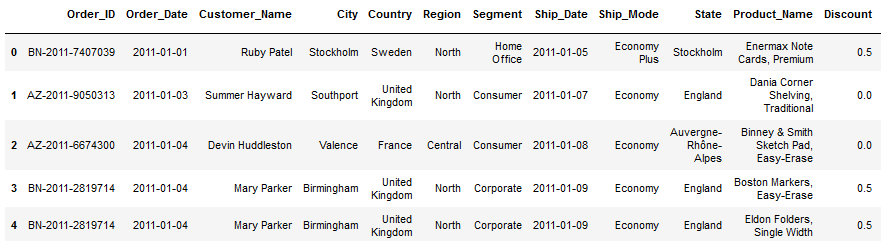 Order_ID Order_Date Customer_Name City Country Region Segment Ship_Date Ship_Mode State Product_Name Discount
0 BN-2011-7407039 2011-01-01 Ruby Patel Stockholm Sweden North Home Office 2011-01-05 Economy Plus Stockholm Enermax Note Cards, Premium 0.5
1 AZ-2011-9050313 2011-01-03 Summer Hayward Southport United Kingdom North Consumer 2011-01-07 Economy England Dania Corner Shelving, Traditional 0.0
2 AZ-2011-6674300 2011-01-04 Devin Huddleston Valence France Central Consumer 2011-01-08 Economy Auvergne-Rhône-Alpes Binney & Smith Sketch Pad, Easy-Erase 0.0
3 BN-2011-2819714 2011-01-04 Mary Parker Birmingham United Kingdom North Corporate 2011-01-09 Economy England Boston Markers, Easy-Erase 0.5
4 BN-2011-2819714 2011-01-04 Mary Parker Birmingham United Kingdom North Corporate 2011-01-09 Economy England Eldon Folders, Single Width 0.5